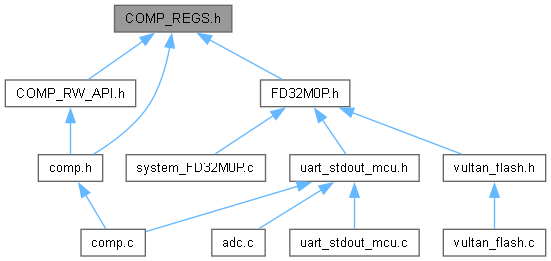 COMP_REGS.h
COMP_RW_API.h
FD32M0P.h
comp.h
system_FD32M0P.c
uart_stdout_mcu.h
vultan_flash.h
comp.c
adc.c
uart_stdout_mcu.c
vultan_flash.c